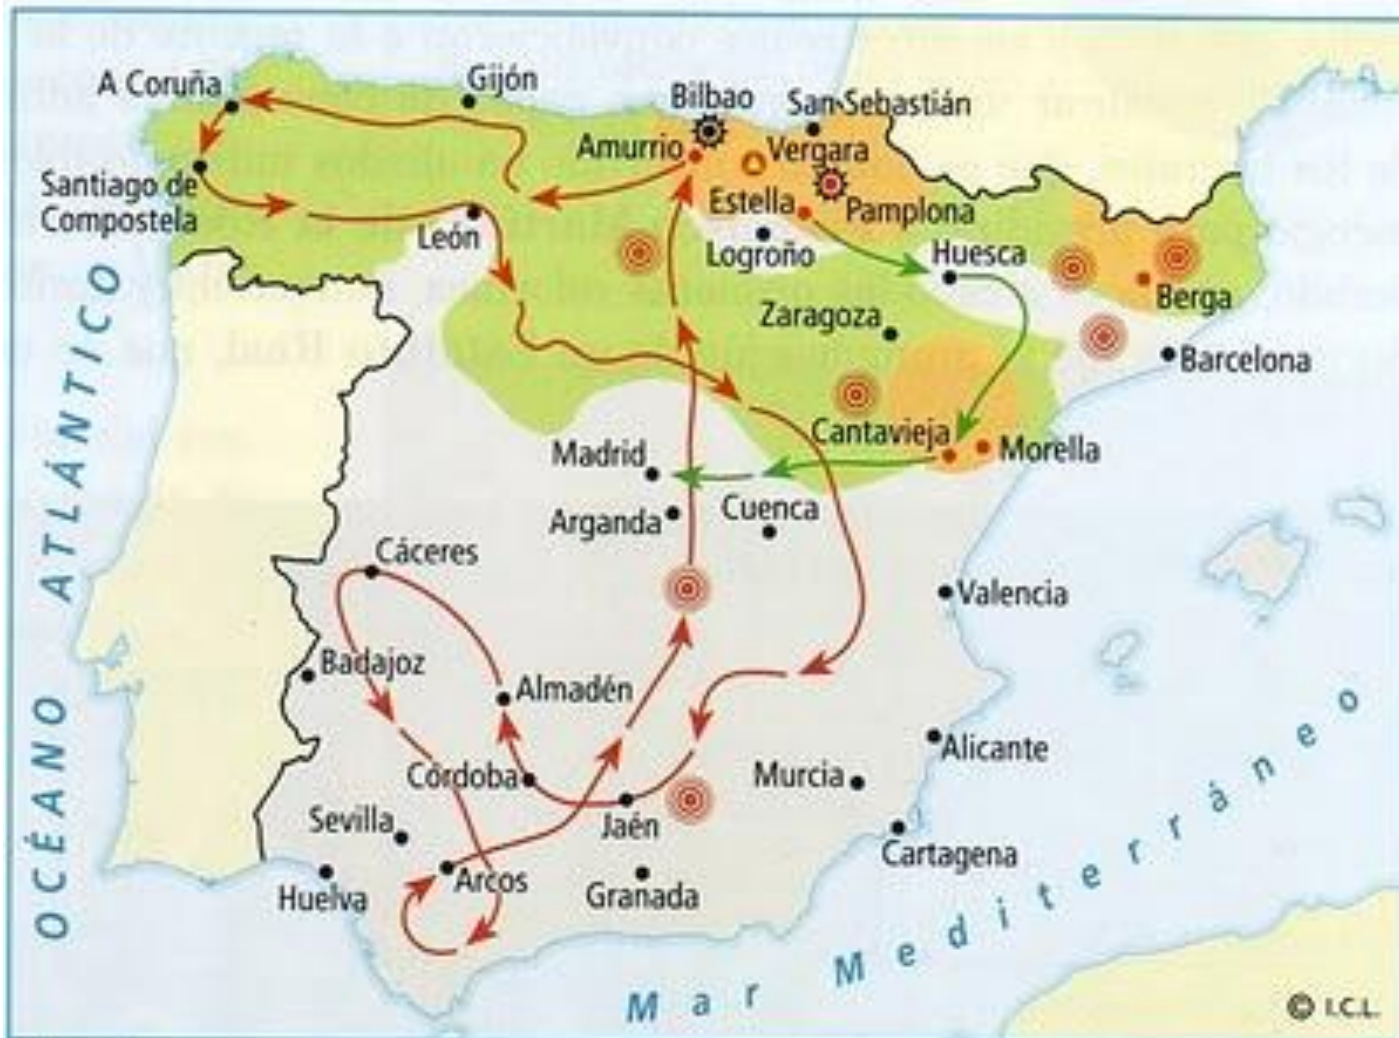 A Coruña
Gijón
Bilbao
San Sebastián
Amurrio
Vergara
Santiago de
Compostela
Estella
Pamplona
León
Logroño
Huesca
Berga
Zaragoza
Barcelona
Cantavieja
Morella
Madrid
Arganda
Cuenca
Cáceres
Valencia
Badajoz
Almadén
Alicante
Córdoba
Murcia
Sevilla
Jaén
Cartagena
Arcos
Huelva
Granada
OCÉANO ATLÁNTICO
Mar Mediterráneo
© I.C.L.